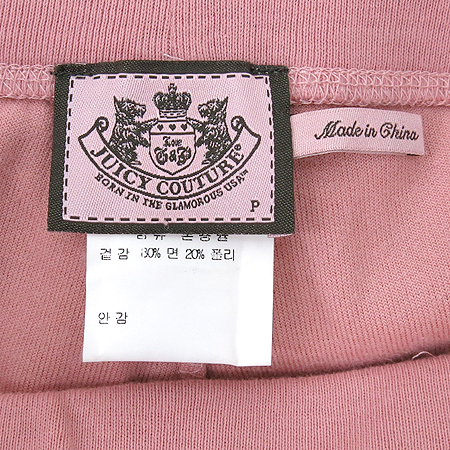 Love
G&P
JUICY COUTURE
BORN IN THE GLAMOROUS USA™
P
Made in China
겉감 80% 면 20% 폴리
안감